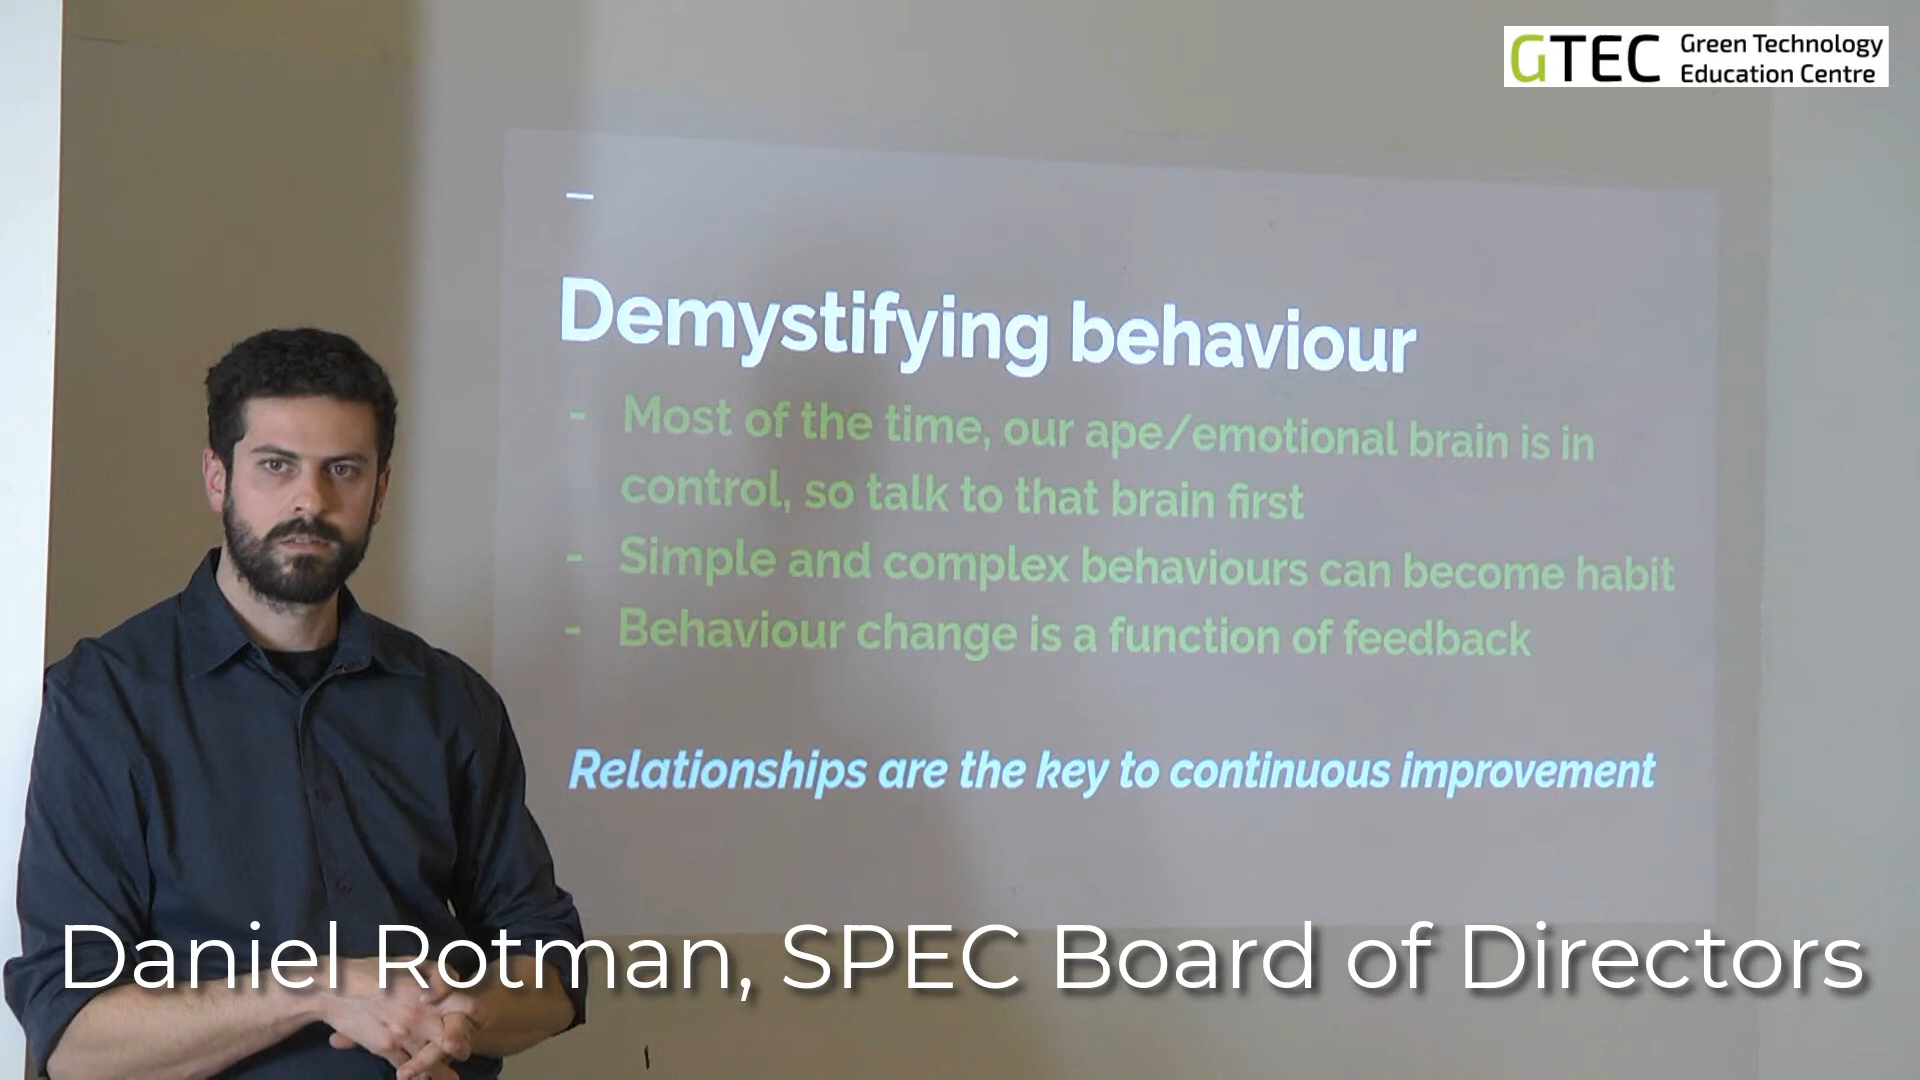 GTEC Green Technology
Education Centre
Demystifying behaviour
- Most of the time, our ape/emotional brain is in
control, so talk to that brain first
- Simple and complex behaviours can become habit
- Behaviour change is a function of feedback
Relationships are the key to continuous improvement
Daniel Rotman, SPEC Board of Directors